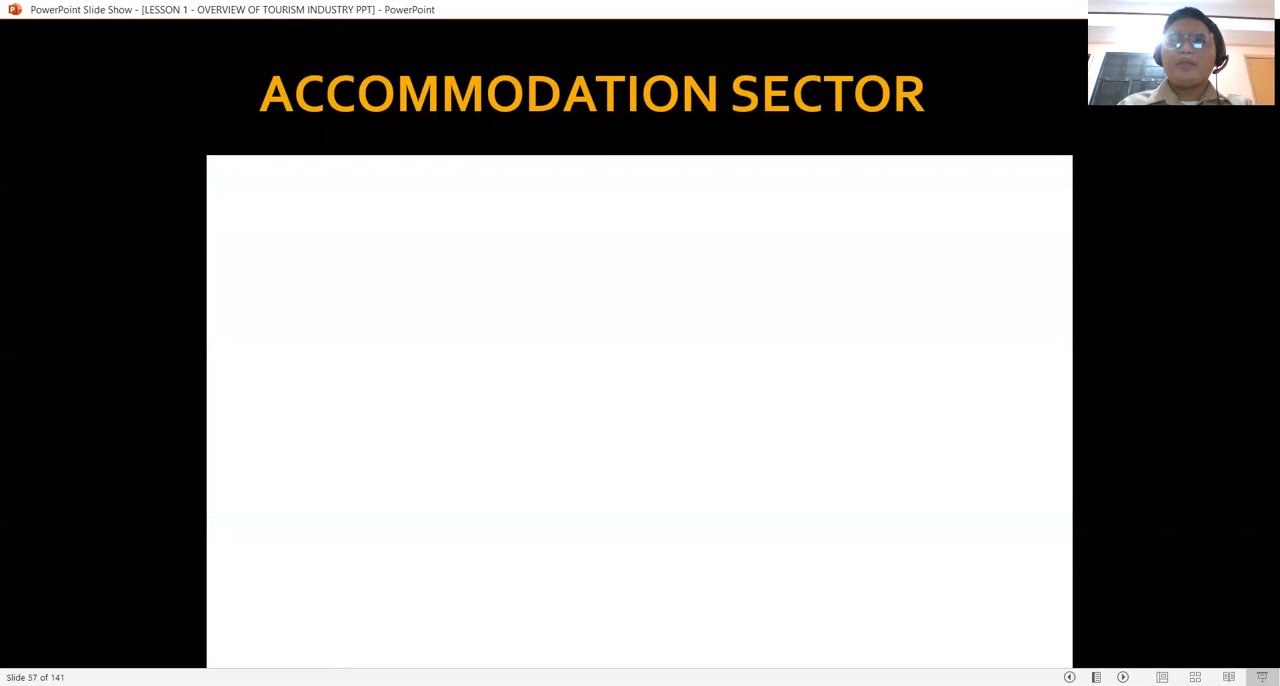 PowerPoint Slide Show - [LESSON 1 - OVERVIEW OF TOURISM INDUSTRY PPT] - PowerPoint
ACCOMMODATION SECTOR
Slide 57 of 141